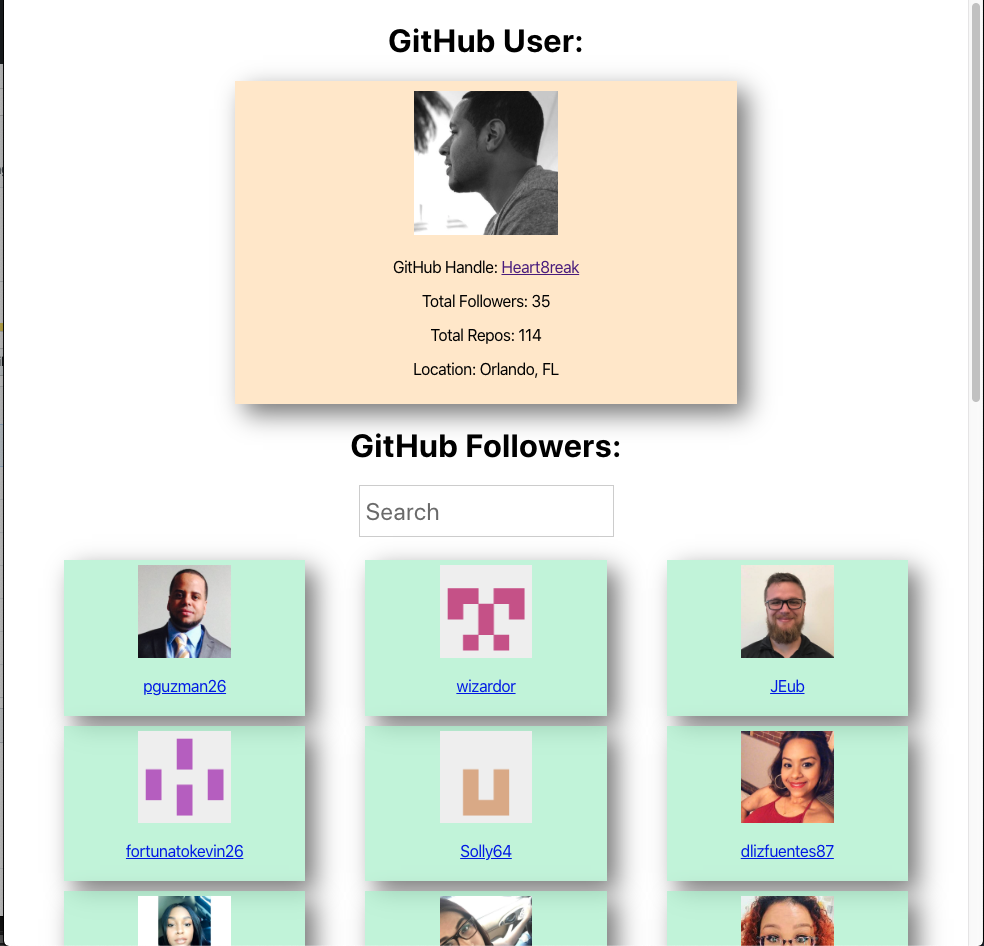 GitHub User:
GitHub Handle: Heart8reak
Total Followers: 35
Total Repos: 114
Location: Orlando, FL
GitHub Followers:
Search
pguzman26
wizardor
JEub
fortunatokevin26
Solly64
dlizfuentes87